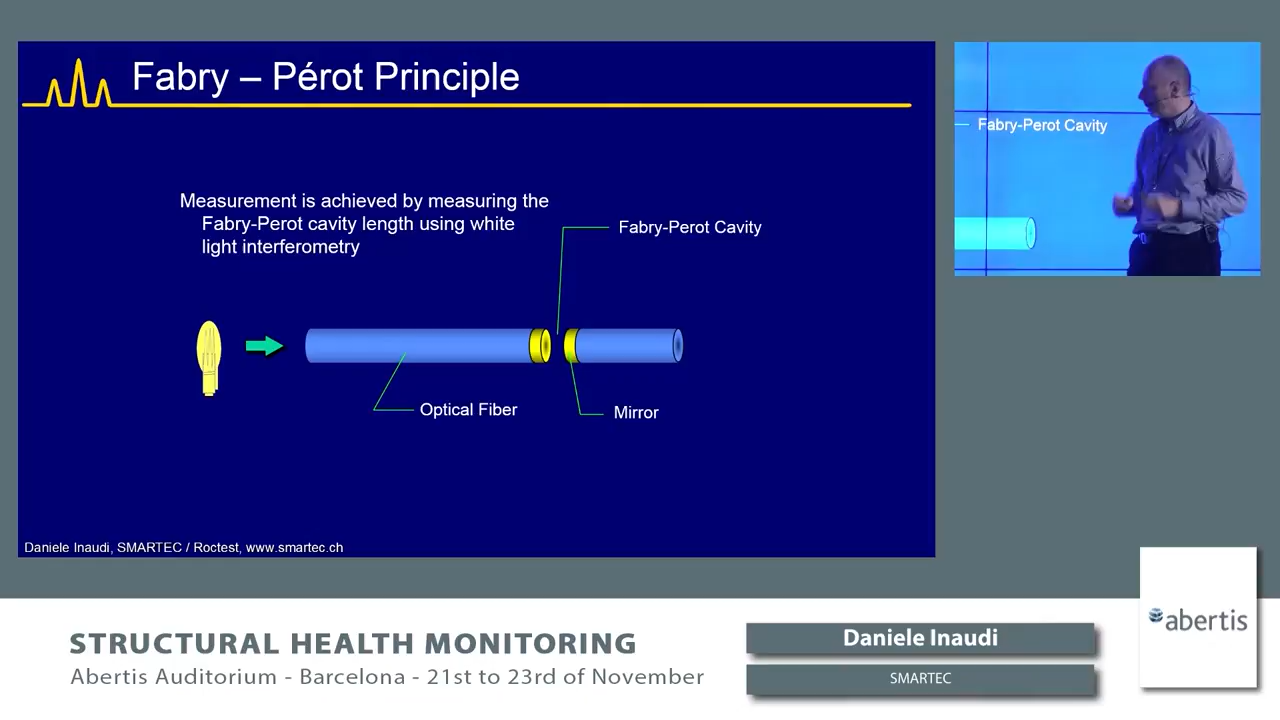 Fabry – Pérot Principle
Measurement is achieved by measuring the
Fabry-Perot cavity length using white
light interferometry
Fabry-Perot Cavity
Optical Fiber
Mirror
Daniele Inaudi, SMARTEC / Roctest, www.smartec.ch
Fabry-Perot Cavity
STRUCTURAL HEALTH MONITORING
Abertis Auditorium - Barcelona - 21st to 23rd of November
Daniele Inaudi
SMARTEC
abertis